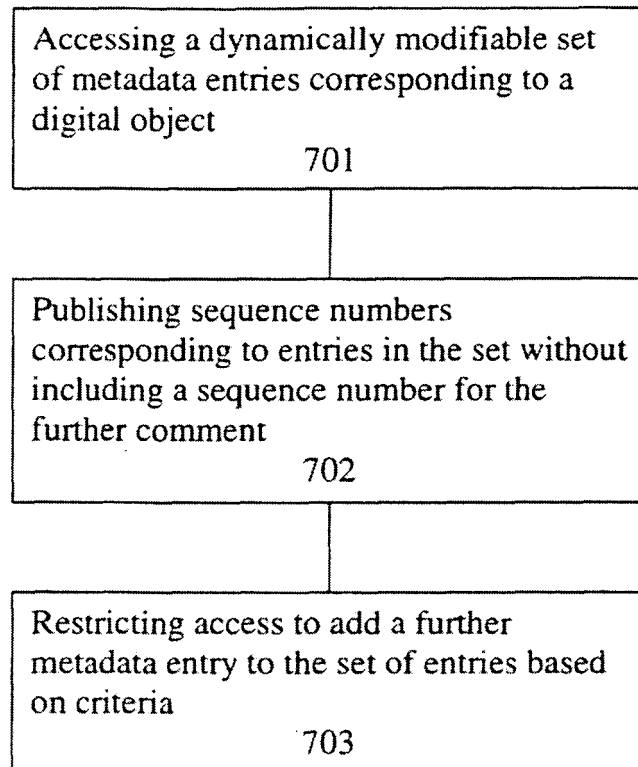 Accessing a dynamically modifiable set
of metadata entries corresponding to a
digital object
701
Publishing sequence numbers
corresponding to entries in the set without
including a sequence number for the
further comment
702
Restricting access to add a further
metadata entry to the set of entries based
on criteria
703